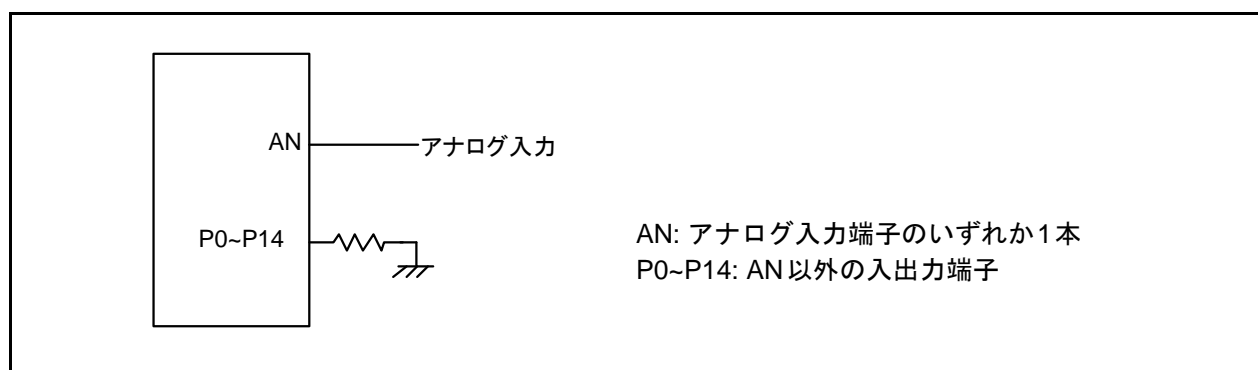 AN
アナログ入力
P0~P14
AN: アナログ入力端子のいずれか1本
P0~P14: AN以外の入出力端子